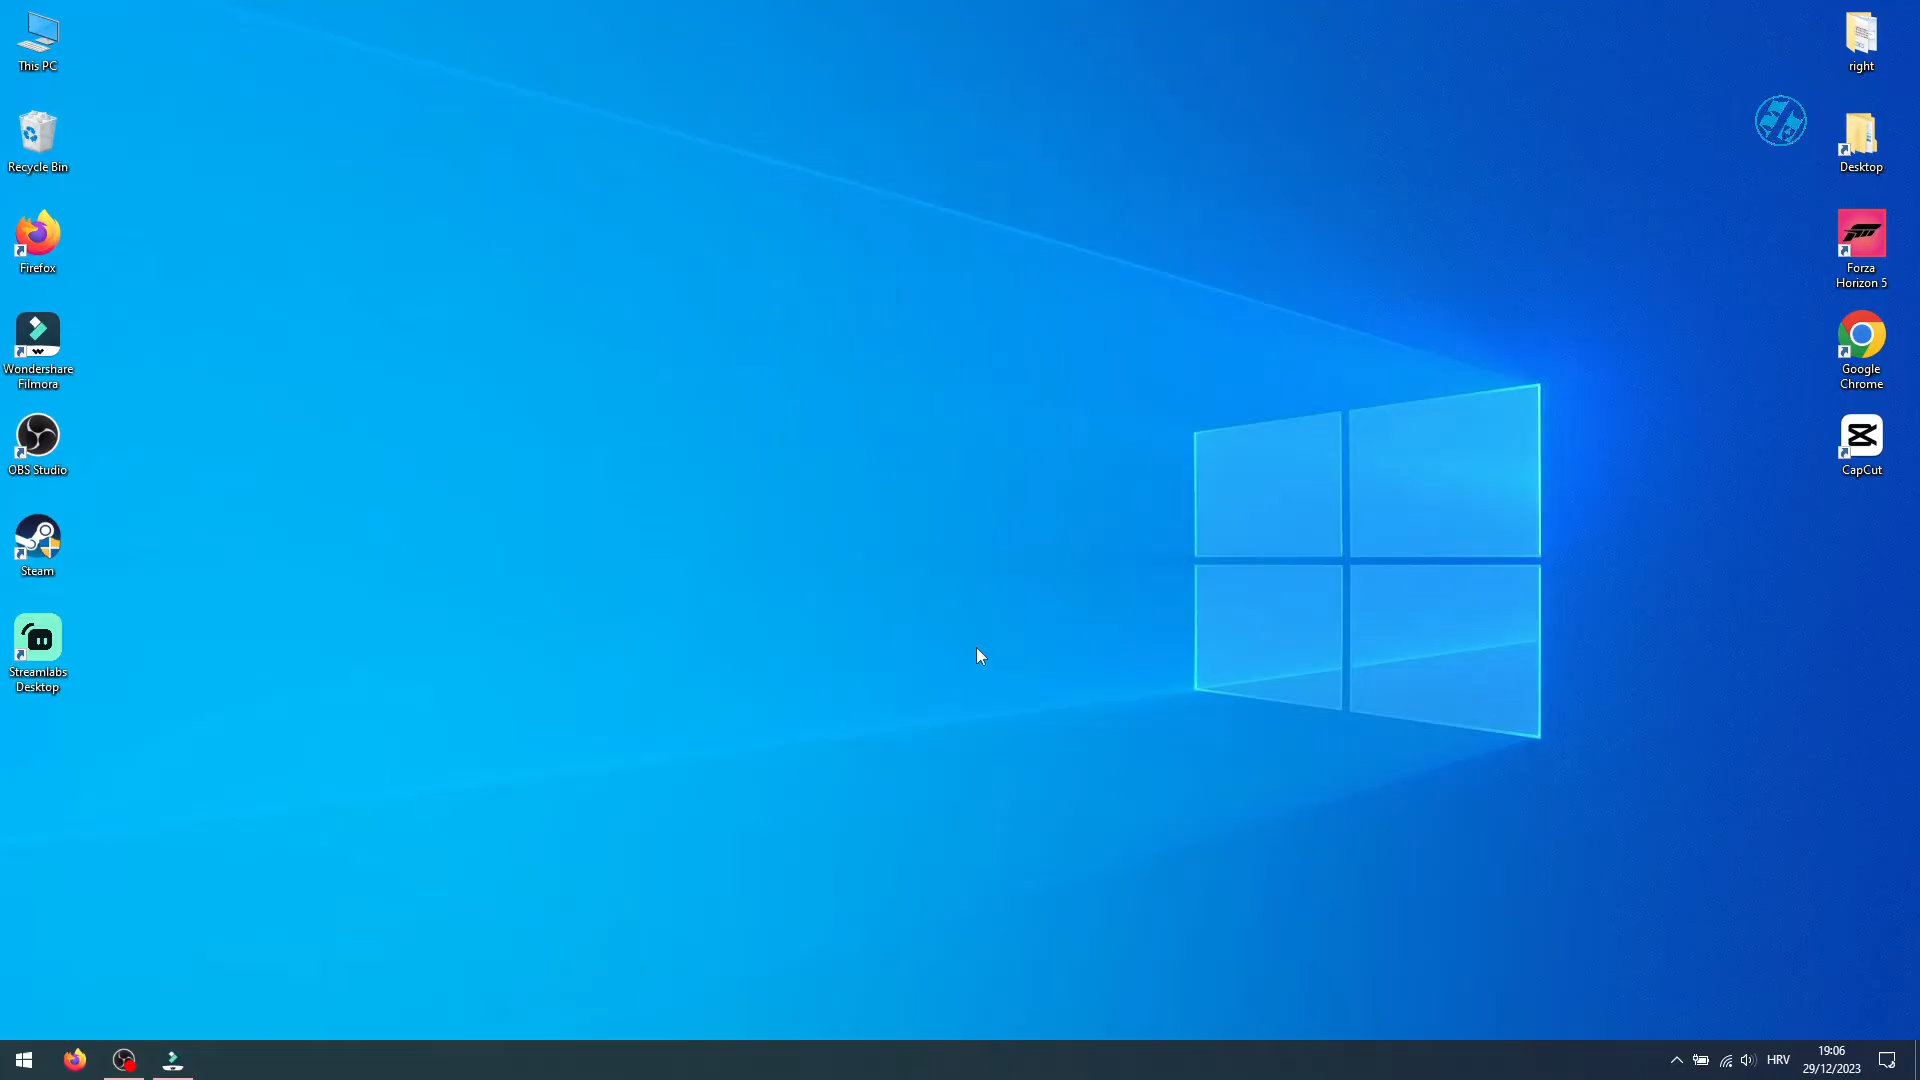 This PC
Recycle Bin
Firefox
Wondershare
Filmora
OBS Studio
Steam
Streamlabs
Desktop
right
Desktop
Forza
Horizon 5
Google
Chrome
CapCut
HRV
19:06
29/12/2023